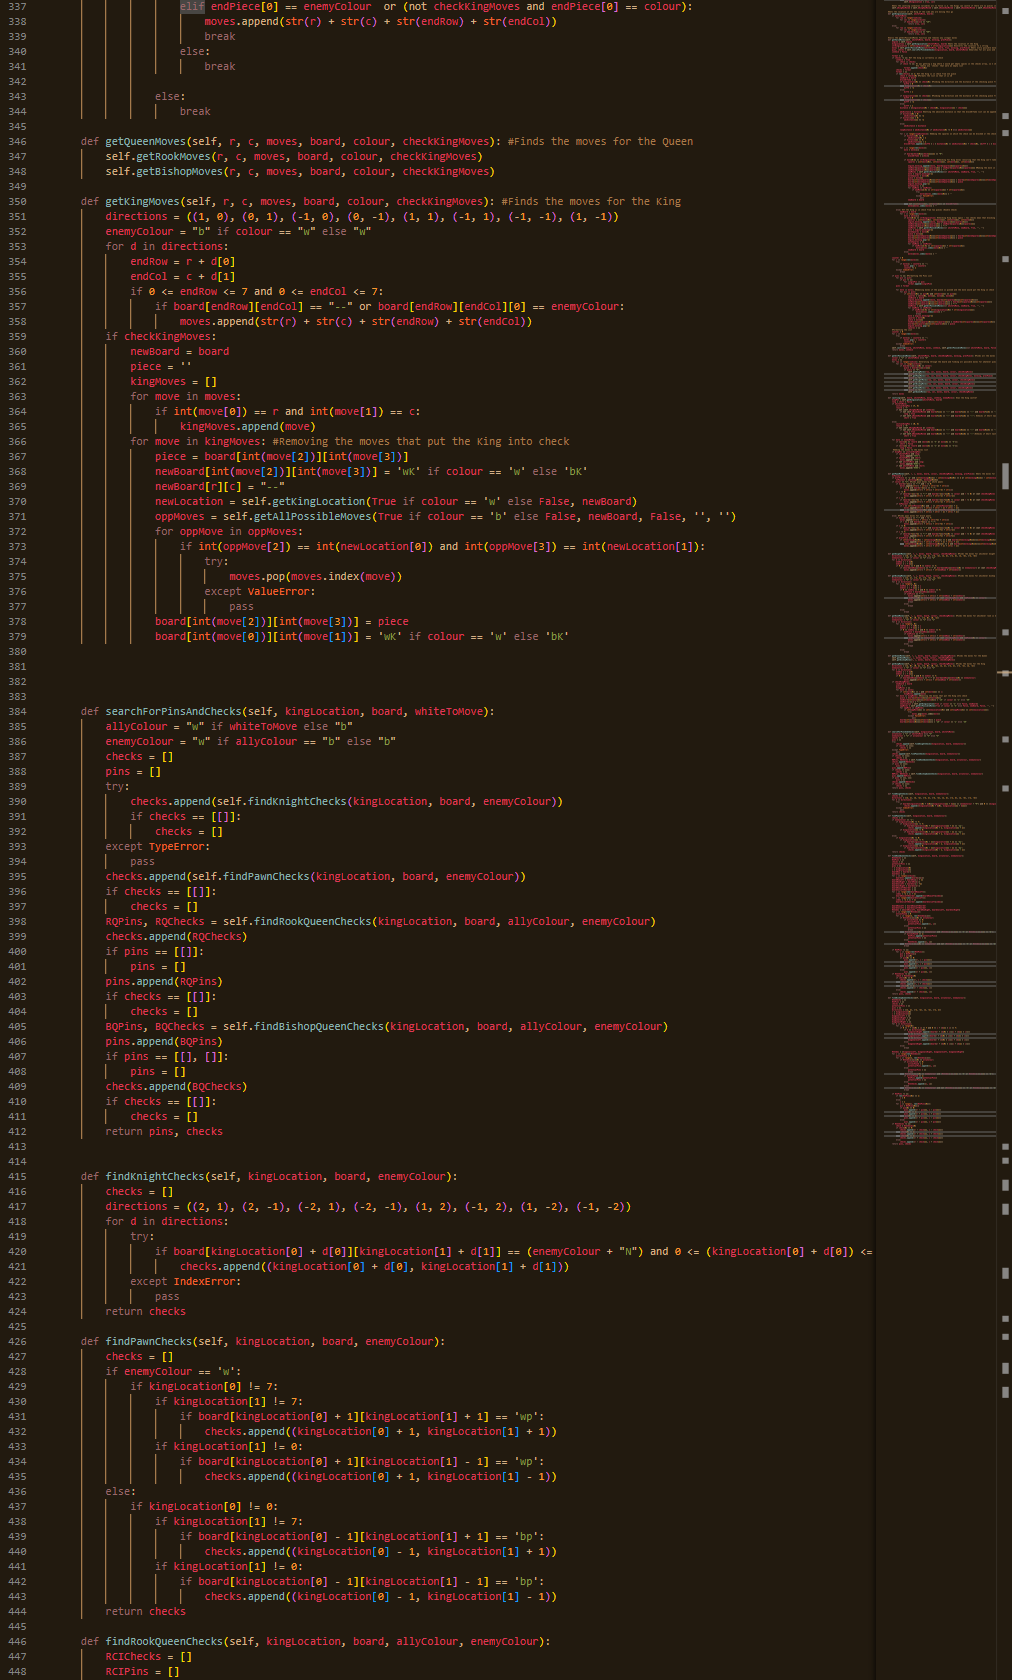 337 elif endPiece[0] == enemyColour  or (not checkKingMoves and endPiece[0] == colour):
338 moves.append(str(r) + str(c) + str(endRow) + str(endCol))
339 break
340 else:
341 break
342
343 else:
344 break
345
346 def getQueenMoves(self, r, c, moves, board, colour, checkKingMoves): #Finds the moves for the Queen
347 self.getRookMoves(r, c, moves, board, colour, checkKingMoves)
348 self.getBishopMoves(r, c, moves, board, colour, checkKingMoves)
349
350 def getKingMoves(self, r, c, moves, board, colour, checkKingMoves): #Finds the moves for the King
351 directions = ((1, 0), (0, 1), (-1, 0), (0, -1), (1, 1), (-1, 1), (-1, -1), (1, -1))
352 enemyColour = "b" if colour == "w" else "w"
353 for d in directions:
354 endRow = r + d[0]
355 endCol = c + d[1]
356 if 0 <= endRow <= 7 and 0 <= endCol <= 7:
357 if board[endRow][endCol] == "--" or board[endRow][endCol][0] == enemyColour:
358 moves.append(str(r) + str(c) + str(endRow) + str(endCol))
359 if checkKingMoves:
360 newBoard = board
361 piece = ''
362 kingMoves = []
363 for move in moves:
364 if int(move[0]) == r and int(move[1]) == c:
365 kingMoves.append(move)
366 for move in kingMoves: #Removing the moves that put the King into check
367 piece = board[int(move[2])][int(move[3])]
368 newBoard[int(move[2])][int(move[3])] = 'wK' if colour == 'w' else 'bK'
369 newBoard[r][c] = "--"
370 newLocation = self.getKingLocation(True if colour == 'w' else False, newBoard)
371 oppMoves = self.getAllPossibleMoves(True if colour == 'b' else False, newBoard, False, '', '')
372 for oppMove in oppMoves:
373 if int(oppMove[2]) == int(newLocation[0]) and int(oppMove[3]) == int(newLocation[1]):
374 try:
375 moves.pop(moves.index(move))
376 except ValueError:
377 pass
378 board[int(move[2])][int(move[3])] = piece
379 board[int(move[0])][int(move[1])] = 'wK' if colour == 'w' else 'bK'
380
381
382
383
384 def searchForPinsAndChecks(self, kingLocation, board, whiteToMove):
385 allyColour = "w" if whiteToMove else "b"
386 enemyColour = "w" if allyColour == "b" else "b"
387 checks = []
388 pins = []
389 try:
390 checks.append(self.findKnightChecks(kingLocation, board, enemyColour))
391 if checks == [[]]:
392 checks = []
393 except TypeError:
394 pass
395 checks.append(self.findPawnChecks(kingLocation, board, enemyColour))
396 if checks == [[]]:
397 checks = []
398 RQPins, RQChecks = self.findRookQueenChecks(kingLocation, board, allyColour, enemyColour)
399 checks.append(RQChecks)
400 if pins == [[]]:
401 pins = []
402 pins.append(RQPins)
403 if checks == [[]]:
404 checks = []
405 BQPins, BQChecks = self.findBishopQueenChecks(kingLocation, board, allyColour, enemyColour)
406 pins.append(BQPins)
407 if pins == [[], []]:
408 pins = []
409 checks.append(BQChecks)
410 if checks == [[]]:
411 checks = []
412 return pins, checks
413
414
415 def findKnightChecks(self, kingLocation, board, enemyColour):
416 checks = []
417 directions = ((2, 1), (2, -1), (-2, 1), (-2, -1), (1, 2), (-1, 2), (1, -2), (-1, -2))
418 for d in directions:
419 try:
420 if board[kingLocation[0] + d[0]][kingLocation[1] + d[1]] == (enemyColour + "N") and 0 <= (kingLocation[0] + d[0]) <=
421 checks.append((kingLocation[0] + d[0], kingLocation[1] + d[1]))
422 except IndexError:
423 pass
424 return checks
425
426 def findPawnChecks(self, kingLocation, board, enemyColour):
427 checks = []
428 if enemyColour == 'w':
429 if kingLocation[0] != 7:
430 if kingLocation[1] != 7:
431 if board[kingLocation[0] + 1][kingLocation[1] + 1] == 'wp':
432 checks.append((kingLocation[0] + 1, kingLocation[1] + 1))
433 if kingLocation[1] != 0:
434 if board[kingLocation[0] + 1][kingLocation[1] - 1] == 'wp':
435 checks.append((kingLocation[0] + 1, kingLocation[1] - 1))
436 else:
437 if kingLocation[0] != 0:
438 if kingLocation[1] != 7:
439 if board[kingLocation[0] - 1][kingLocation[1] + 1] == 'bp':
440 checks.append((kingLocation[0] - 1, kingLocation[1] + 1))
441 if kingLocation[1] != 0:
442 if board[kingLocation[0] - 1][kingLocation[1] - 1] == 'bp':
443 checks.append((kingLocation[0] - 1, kingLocation[1] - 1))
444 return checks
445
446 def findRookQueenChecks(self, kingLocation, board, allyColour, enemyColour):
447 RCIChecks = []
448 RCIPins = []